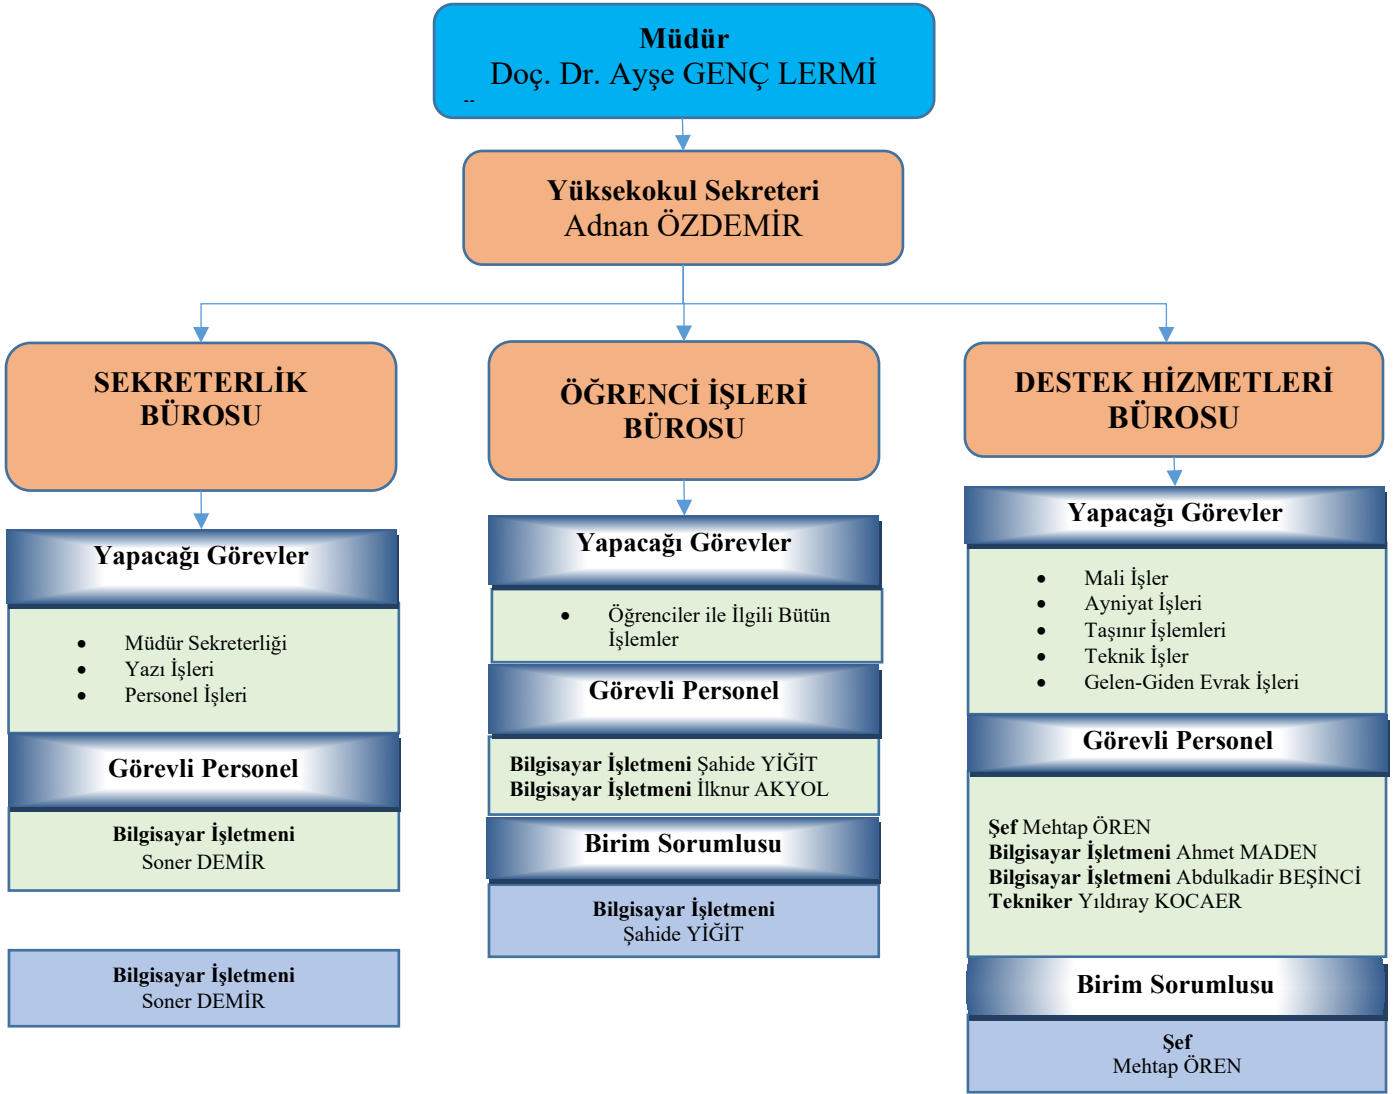 Müdür
Doç. Dr. Ayşe GENÇ LERMİ
Yüksekokul Sekreteri
Adnan ÖZDEMİR
SEKRETERLİK
BÜROSU
Yapacağı Görevler
• Müdür Sekreterliği
• Yazı İşleri
• Personel İşleri
Görevli Personel
Bilgisayar İşletmeni
Soner DEMİR
Bilgisayar İşletmeni
Soner DEMİR
ÖĞRENCİ İŞLERİ
BÜROSU
Yapacağı Görevler
• Öğrenciler ile İlgili Bütün
İşlemler
Görevli Personel
Bilgisayar İşletmeni Şahide YİĞİT
Bilgisayar İşletmeni İlknur AKYOL
Birim Sorumlusu
Bilgisayar İşletmeni
Şahide YİĞİT
DESTEK HİZMETLERİ
BÜROSU
Yapacağı Görevler
• Mali İşler
• Ayniyat İşleri
• Taşınır İşlemleri
• Teknik İşler
• Gelen-Giden Evrak İşleri
Görevli Personel
Şef Mehtap ÖREN
Bilgisayar İşletmeni Ahmet MADEN
Bilgisayar İşletmeni Abdulkadir BEŞİNCİ
Tekniker Yıldıray KOCAER
Birim Sorumlusu
Şef
Mehtap ÖREN